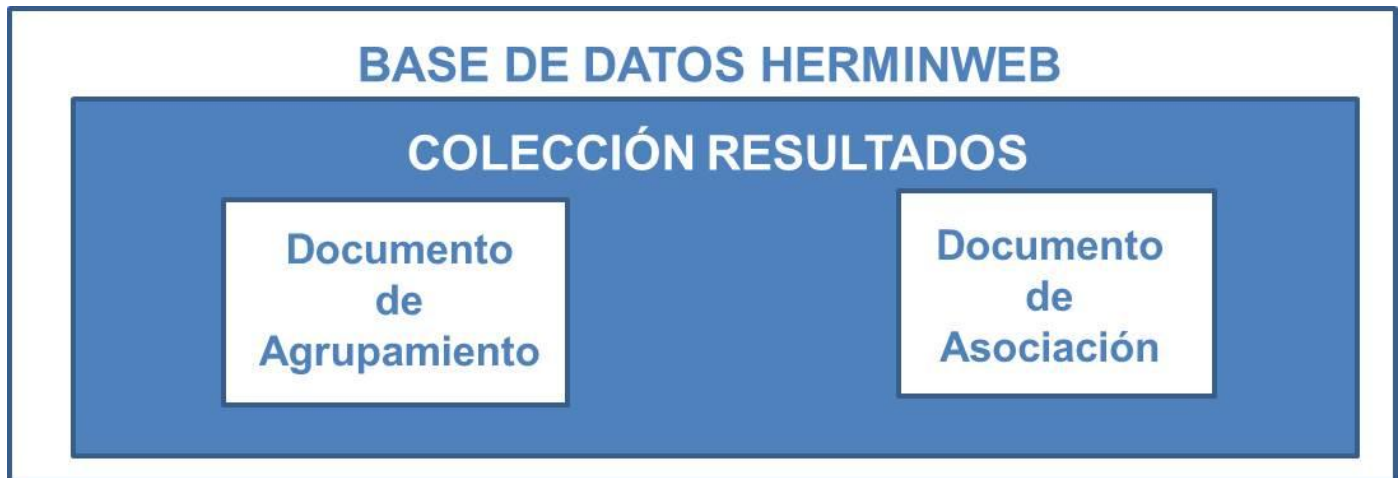 BASE DE DATOS HERMINWEB
COLECCIÓN RESULTADOS
Documento
de
Agrupamiento
Documento
de
Asociación